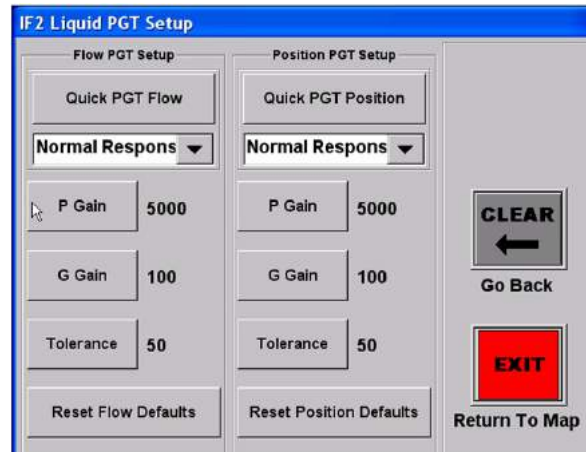 IF2 Liquid PGT Setup
Flow PGT Setup
Quick PGT Flow
Normal Respons
P Gain 5000
G Gain 100
Tolerance 50
Reset Flow Defaults
Position PGT Setup
Quick PGT Position
Normal Respons
P Gain 5000
G Gain 100
Tolerance 50
Reset Position Defaults
CLEAR
Go Back
EXIT
Return To Map